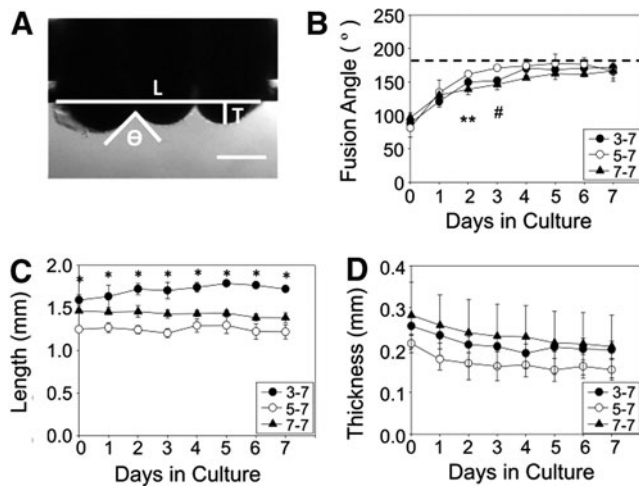 A
L
T
Ɵ
B
Fusion Angle ( ° )
250
200
150
100
50
0
** #
3-7
5-7
7-7
0 1 2 3 4 5 6 7
Days in Culture
C
Length (mm)
2.0
1.5
1.0
0.5
0.0
* * * * * * * *
3-7
5-7
7-7
0 1 2 3 4 5 6 7
Days in Culture
D
Thickness (mm)
0.4
0.3
0.2
0.1
0.0
3-7
5-7
7-7
0 1 2 3 4 5 6 7
Days in Culture